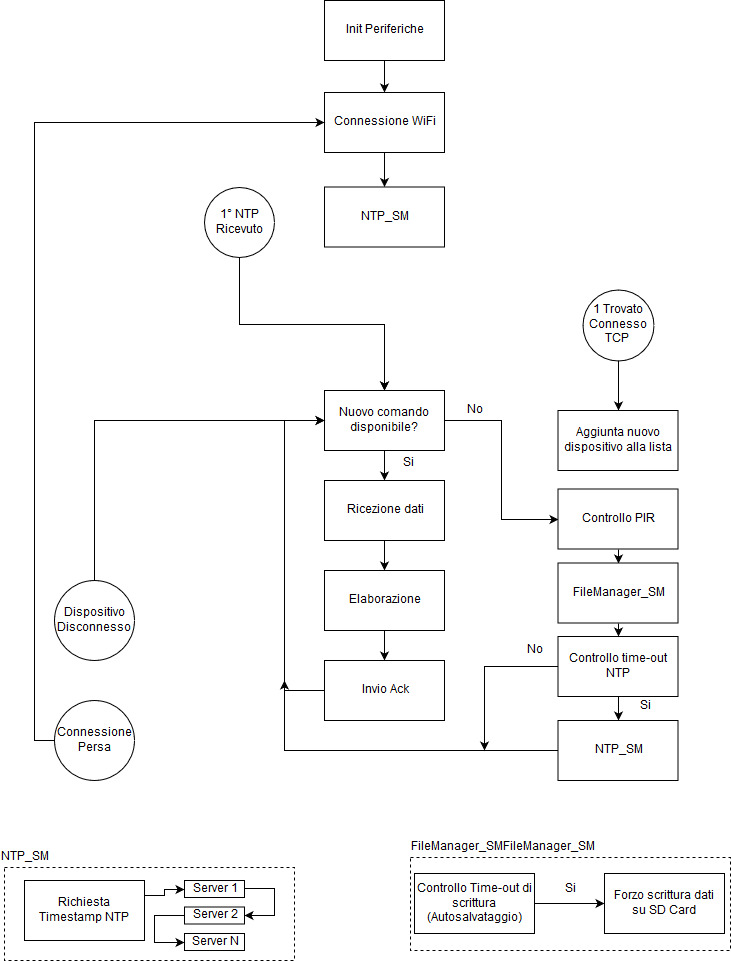 Init Periferiche
Connessione WiFi
NTP_SM
1° NTP
Ricevuto
1 Trovato
Connesso
TCP
Nuovo comando
disponibile?
No
Aggiunta nuovo
dispositivo alla lista
Si
Ricezione dati
Controllo PIR
Elaborazione
FileManager_SM
Dispositivo
Disconnesso
No
Controllo time-out
NTP
Invio Ack
Si
Connessione
Persa
NTP_SM
NTP_SM
Richiesta
Timestamp NTP
Server 1
Server 2
Server N
FileManager_SMFileManager_SM
Controllo Time-out di
scrittura
(Autosalvataggio)
Si
Forzo scrittura dati
su SD Card